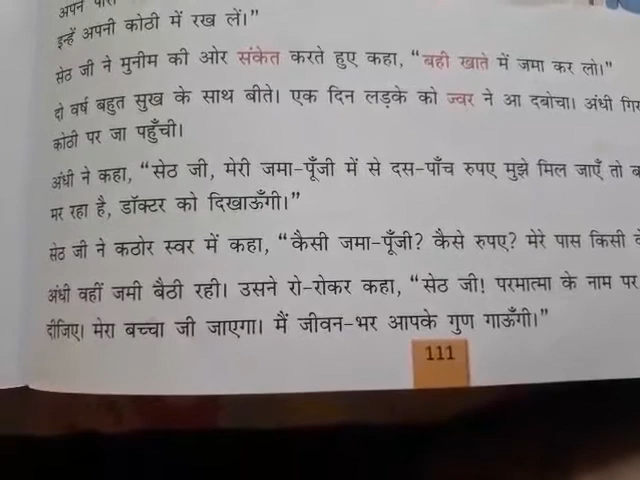 अपने
इन्हें अपनी कोठी में रख लें।”
सेठ जी ने मुनीम की ओर संकेत करते हुए कहा, “बही खाते में जमा कर लो।”
दो वर्ष बहुत सुख के साथ बीते। एक दिन लड़के को ज्वर ने आ दबोचा। अंधी
कोठी पर जा पहुँची।
अंधी ने कहा, “सेठ जी, मेरी जमा-पूँजी में से दस-पाँच रुपए मुझे मिल जाएँ तो
मर रहा है, डॉक्टर को दिखाऊँगी।”
सेठ जी ने कठोर स्वर में कहा, “कैसी जमा-पूँजी? कैसे रुपए? मेरे पास किसी
अंधी वहीं जमी बैठी रही। उसने रो-रोकर कहा, “सेठ जी! परमात्मा के नाम पर
दीजिए। मेरा बच्चा जी जाएगा। मैं जीवन-भर आपके गुण गाऊँगी।”
111